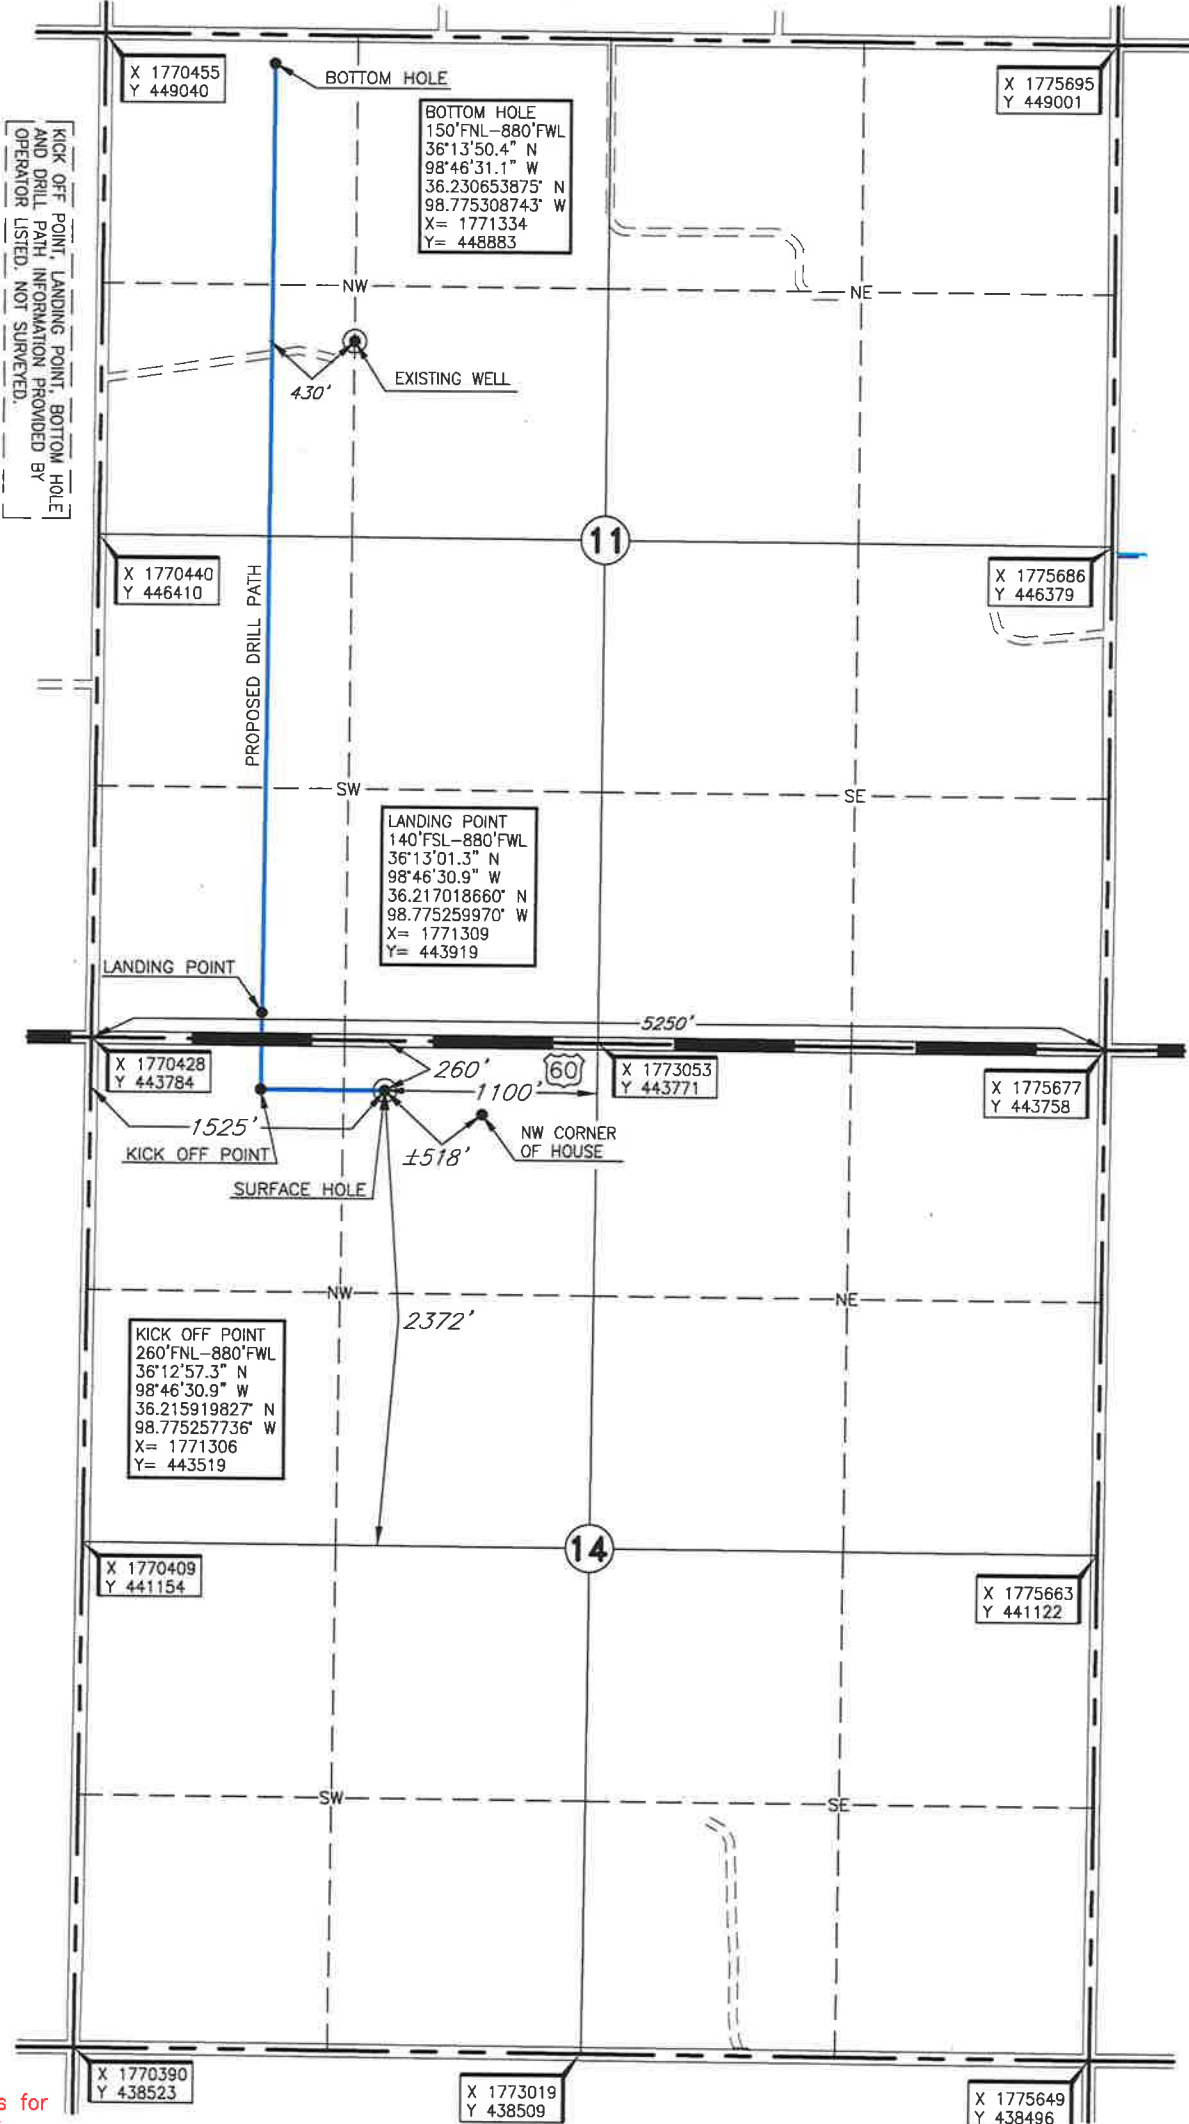 X 1770455
Y 449040
BOTTOM HOLE
X 1775695
Y 449001
BOTTOM HOLE
150'FNL-880'FWL
36°13'50.4" N
98°46'31.1" W
36.230653875° N
98.775308743° W
X= 1771334
Y= 448883
KICK OFF POINT, LANDING POINT, BOTTOM HOLE
AND DRILL PATH INFORMATION PROVIDED BY
OPERATOR LISTED, NOT SURVEYED.
NW
NE
430'
EXISTING WELL
11
X 1770440
Y 446410
X 1775686
Y 446379
PROPOSED DRILL PATH
SW
SE
LANDING POINT
140'FSL-880'FWL
36°13'01.3" N
98°46'30.9" W
36.217018660° N
98.775259970° W
X= 1771309
Y= 443919
LANDING POINT
5250'
X 1770428
Y 443784
260'
60
X 1773053
Y 443771
X 1775677
Y 443758
1100'
1525'
±518'
NW CORNER
OF HOUSE
KICK OFF POINT
SURFACE HOLE
NW
NE
2372'
KICK OFF POINT
260'FNL-880'FWL
36°12'57.3" N
98°46'30.9" W
36.215919827° N
98.775257736° W
X= 1771306
Y= 443519
14
X 1770409
Y 441154
X 1775663
Y 441122
SW
SE
X 1770390
Y 438523
X 1773019
Y 438509
X 1775649
Y 438496
s for